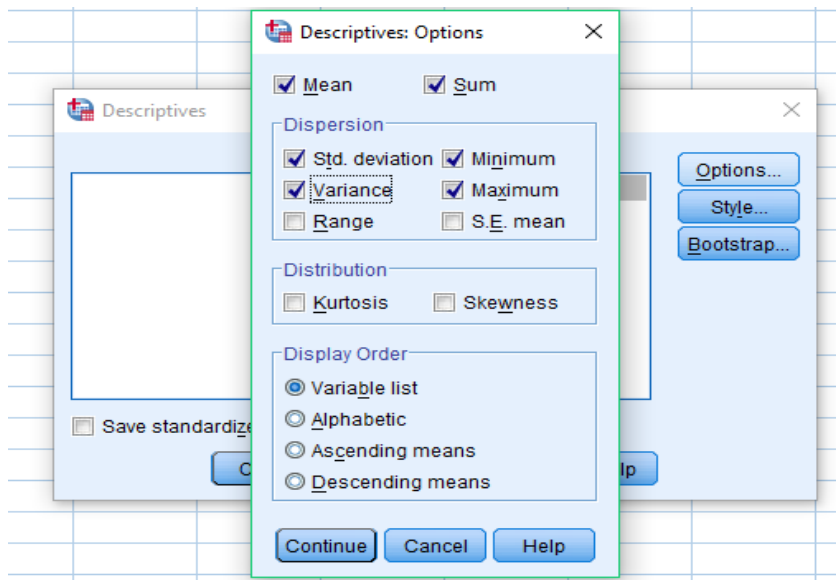 Descriptives: Options
Mean Sum
Dispersion
Std. deviation Minimum
Variance Maximum
Range S.E. mean
Distribution
Kurtosis Skewness
Display Order
Variable list
Alphabetic
Ascending means
Descending means
Continue Cancel Help
Descriptives
Options...
Style...
Bootstrap...
Save